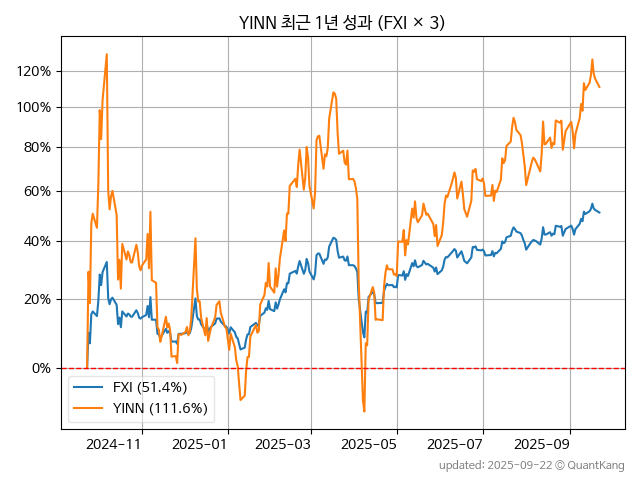 YINN 최근 1년 성과 (FXI × 3)
120%
100%
80%
60%
40%
20%
0%
FXI (51.4%)
YINN (111.6%)
2024-11 2025-01 2025-03 2025-05 2025-07 2025-09
updated: 2025-09-22 © QuantKang